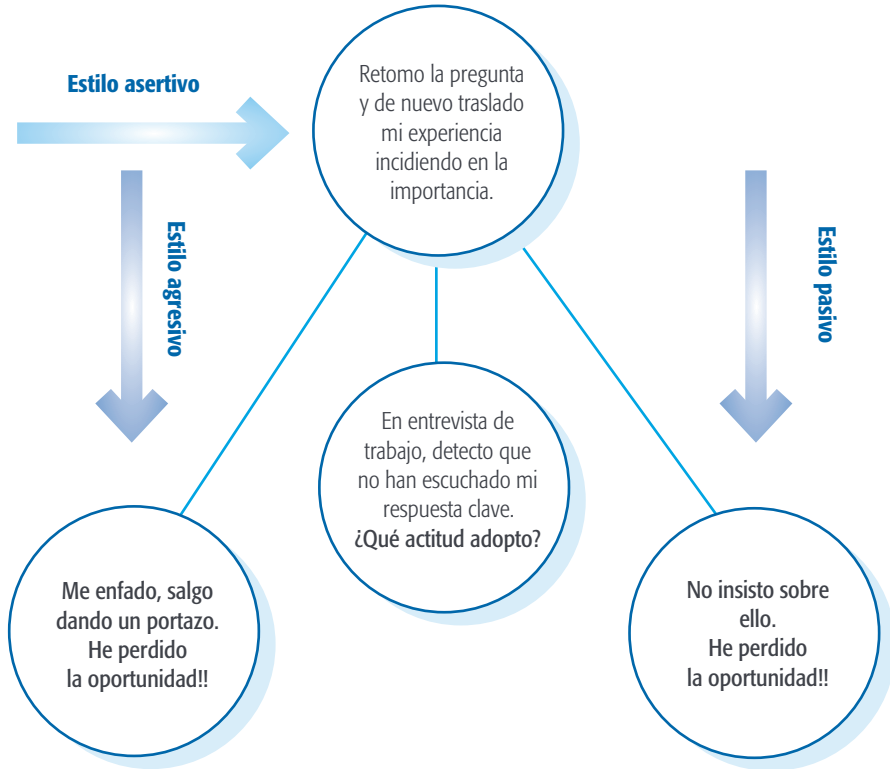 Estilo asertivo
Retomo la pregunta
y de nuevo traslado
mi experiencia
incidiendo en la
importancia.
Estilo agresivo
Estilo pasivo
En entrevista de
trabajo, detecto que
no han escuchado mi
respuesta clave.
¿Qué actitud adopto?
Me enfado, salgo
dando un portazo.
He perdido
la oportunidad!!
No insisto sobre
ello.
He perdido
la oportunidad!!